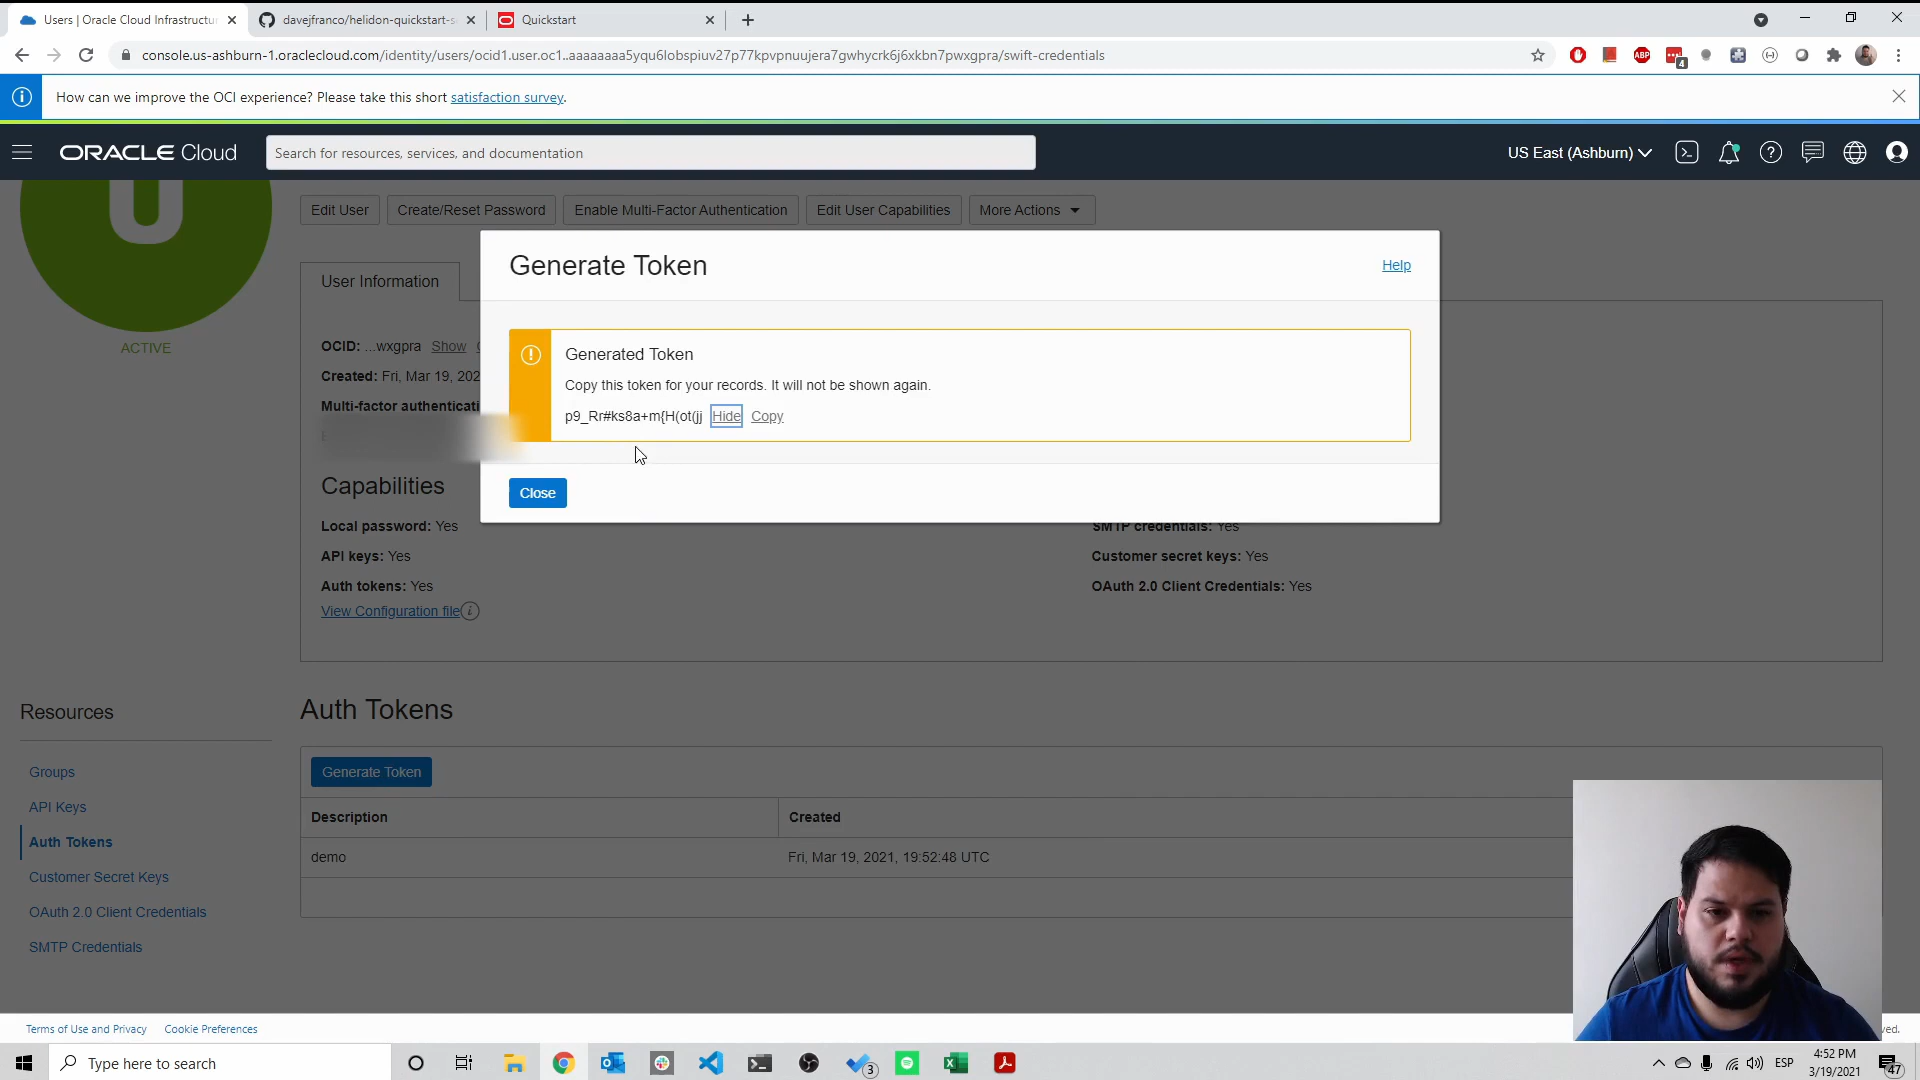 Users | Oracle Cloud Infrastructur
davejfranco/helidon-quickstart-s
Quickstart
console.us-ashburn-1.oraclecloud.com/identity/users/ocid1.user.oc1..aaaaaaaa5yqu6lobspiuv27p77kpvpnuujera7gwhycrk6j6xkbn7pwxgpra/swift-credentials
ABP
4
How can we improve the OCI experience? Please take this short satisfaction survey.
ORACLE Cloud
Search for resources, services, and documentation
US East (Ashburn)
U
ACTIVE
Edit User
Create/Reset Password
Enable Multi-Factor Authentication
Edit User Capabilities
More Actions
User Information
OCID: ...wxgpra Show
Created: Fri, Mar 19, 202
Multi-factor authenticati
Generate Token
Help
Generated Token
Copy this token for your records. It will not be shown again.
p9_Rr#ks8a+m{H(ot(jj Hide Copy
Close
Capabilities
Local password: Yes
API keys: Yes
Auth tokens: Yes
View Configuration file
SMTP credentials: Yes
Customer secret keys: Yes
OAuth 2.0 Client Credentials: Yes
Resources
Groups
API Keys
Auth Tokens
Customer Secret Keys
OAuth 2.0 Client Credentials
SMTP Credentials
Auth Tokens
Generate Token
Description
Created
demo
Fri, Mar 19, 2021, 19:52:48 UTC
Terms of Use and Privacy
Cookie Preferences
ved.
Type here to search
3
ESP
4:52 PM
3/19/2021
47